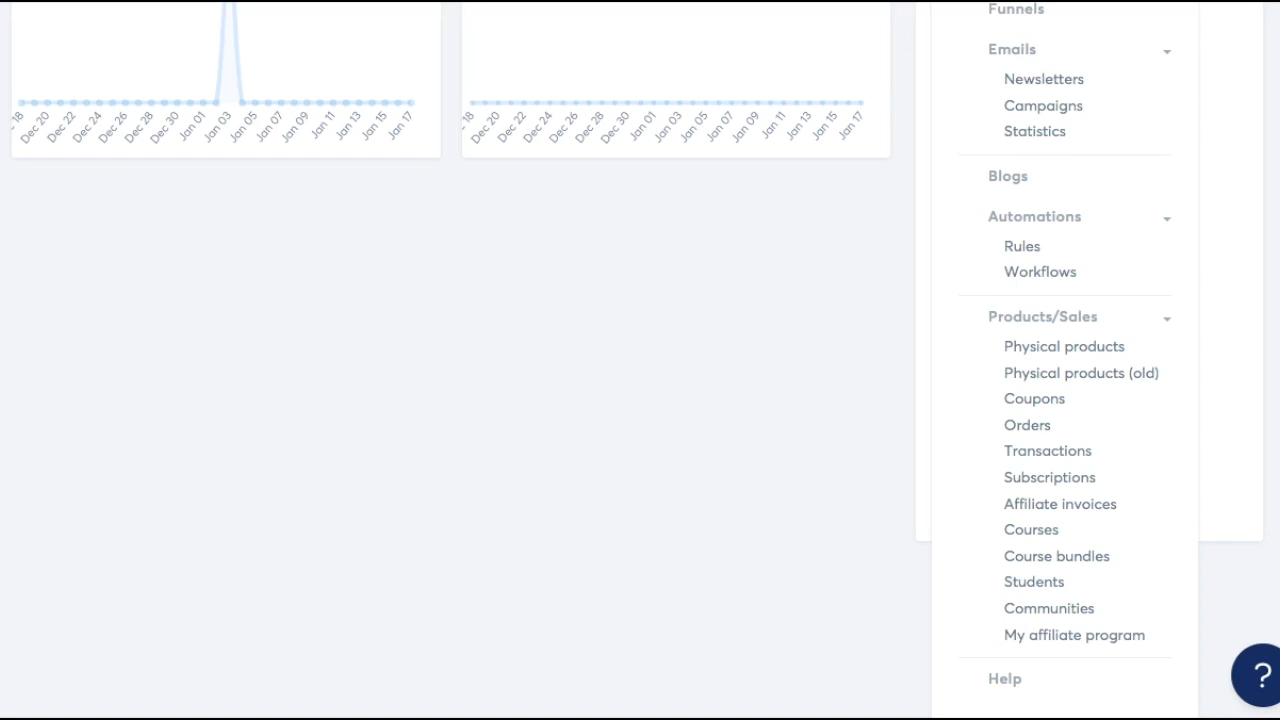 18 Dec 20 Dec 22 Dec 24 Dec 26 Dec 28 Dec 30 Jan 01 Jan 03 Jan 05 Jan 07 Jan 09 Jan 11 Jan 13 Jan 15 Jan 17
18 Dec 20 Dec 22 Dec 24 Dec 26 Dec 28 Dec 30 Jan 01 Jan 03 Jan 05 Jan 07 Jan 09 Jan 11 Jan 13 Jan 15 Jan 17
Funnels
Emails
Newsletters
Campaigns
Statistics
Blogs
Automations
Rules
Workflows
Products/Sales
Physical products
Physical products (old)
Coupons
Orders
Transactions
Subscriptions
Affiliate invoices
Courses
Course bundles
Students
Communities
My affiliate program
Help
?